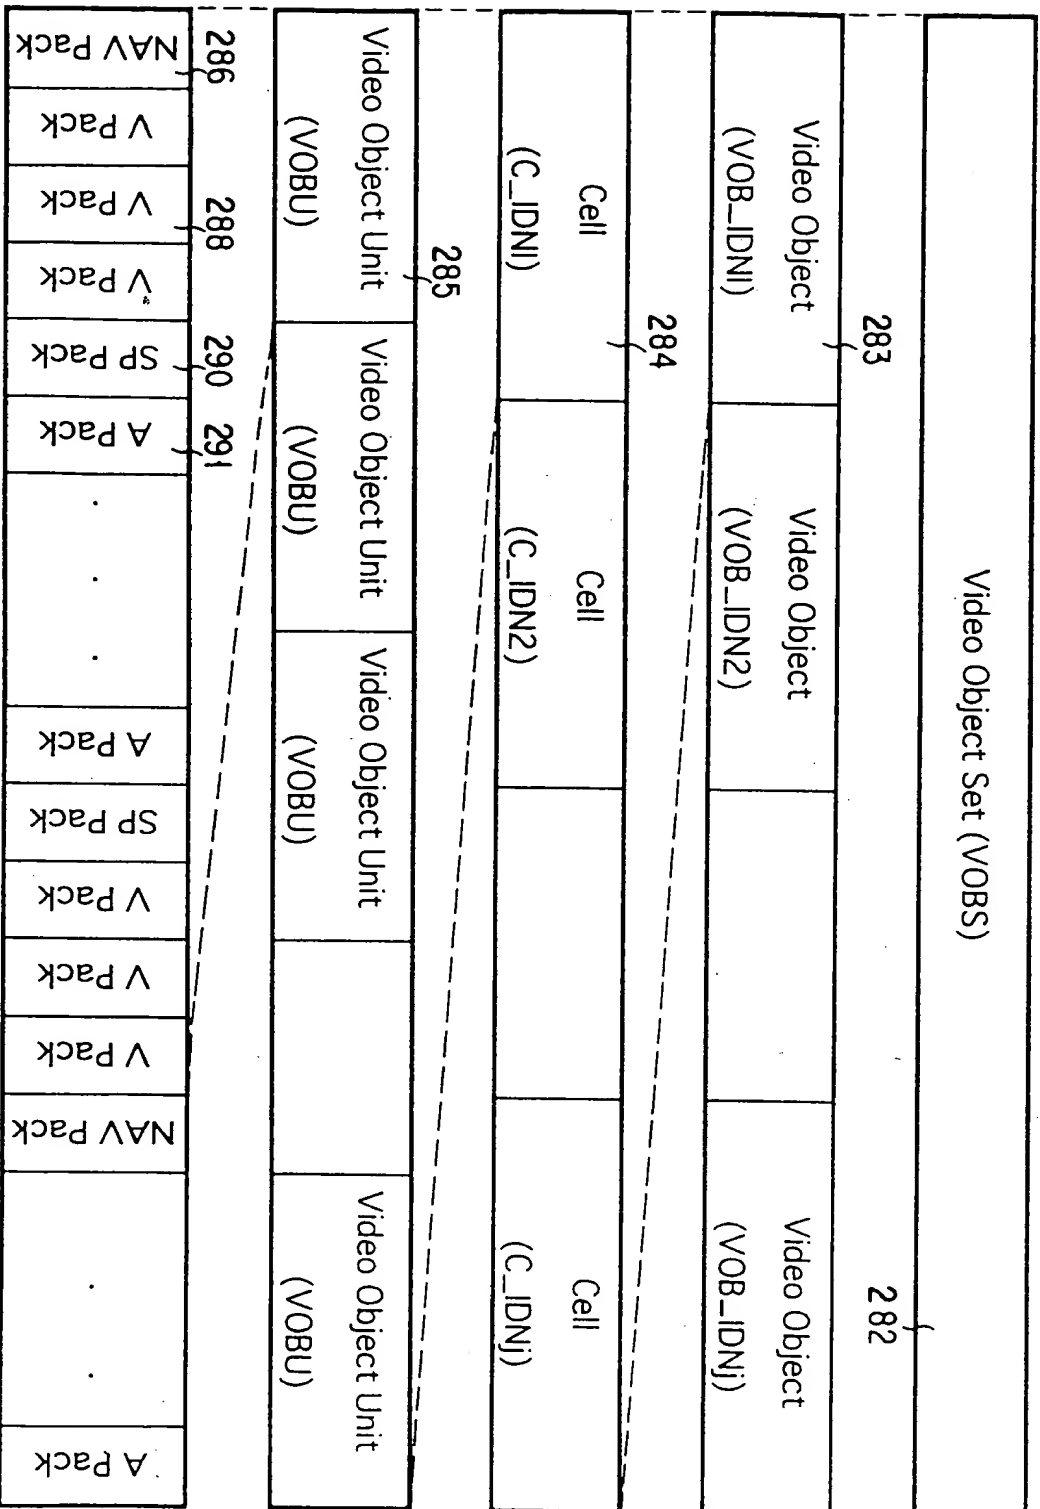 Video Object Set (VOBS)
282
283
Video Object
(VOB_IDN1)
Video Object
(VOB_IDN2)
Video Object
(VOB_IDNj)
284
Cell
(C_IDN1)
Cell
(C_IDN2)
Cell
(C_IDNj)
285
Video Object Unit
(VOBU)
Video Object Unit
(VOBU)
Video Object Unit
(VOBU)
Video Object Unit
(VOBU)
286
288
290
291
NAV Pack
V Pack
V Pack
V Pack
SP Pack
A Pack
.
.
.
A Pack
SP Pack
V Pack
V Pack
V Pack
NAV Pack
.
.
A Pack